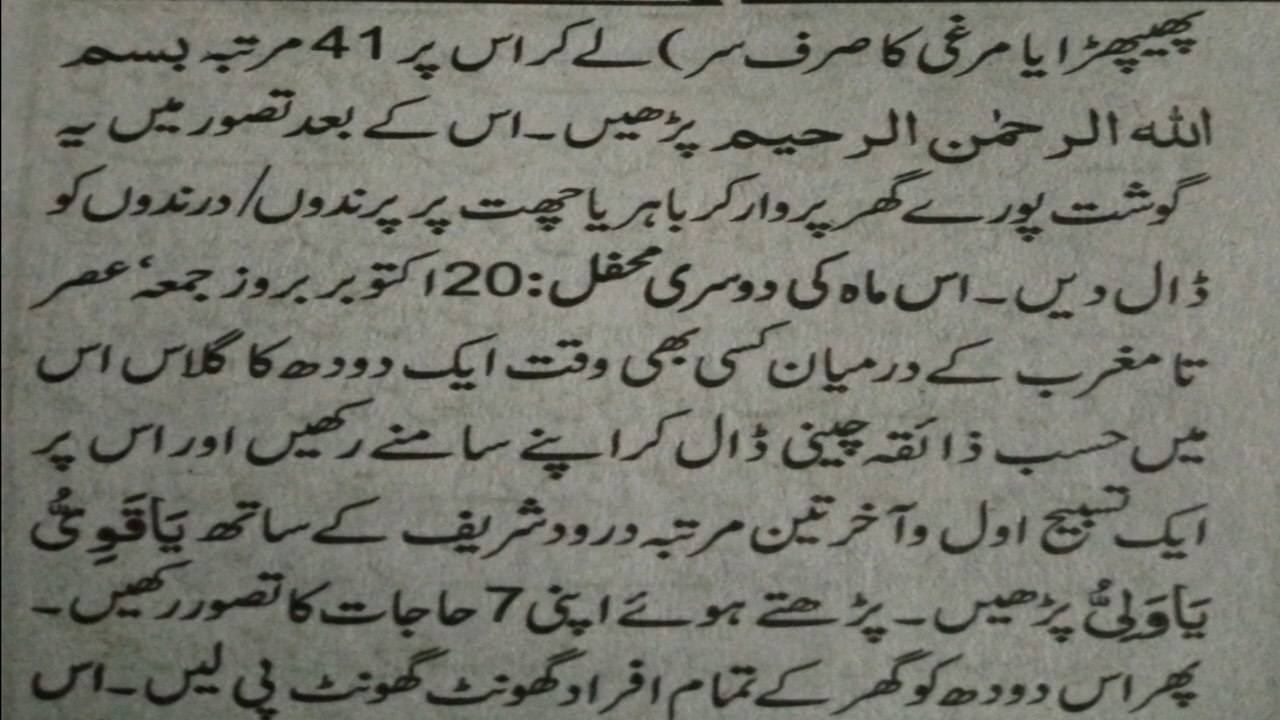 پھیپھڑا یا مرغی کا صرف سر) لے کر اس پر 41 مرتبہ بسم
اللہ الرحمٰن الرحیم پڑھیں۔ اس کے بعد تصور میں یہ
گوشت پورے گھر پر وار کر باہر یا چھت پر پرندوں/درندوں کو
ڈال دیں۔ اس ماہ کی دوسری محفل: 20 اکتوبر بروز جمعہ‘ عصر
تا مغرب کے درمیان کسی بھی وقت ایک دودھ کا گلاس اس
میں حسب ذائقہ چینی ڈال کر اپنے سامنے رکھیں اور اس پر
ایک تسبیح اول و آخر تین مرتبہ درود شریف کے ساتھ یَاقَوِیُّ
یَاوَلِیُّ پڑھیں۔ پڑھتے ہوئے اپنی 7 حاجات کا تصور رکھیں۔
پھر اس دودھ کو گھر کے تمام افراد گھونٹ گھونٹ پی لیں۔ اس